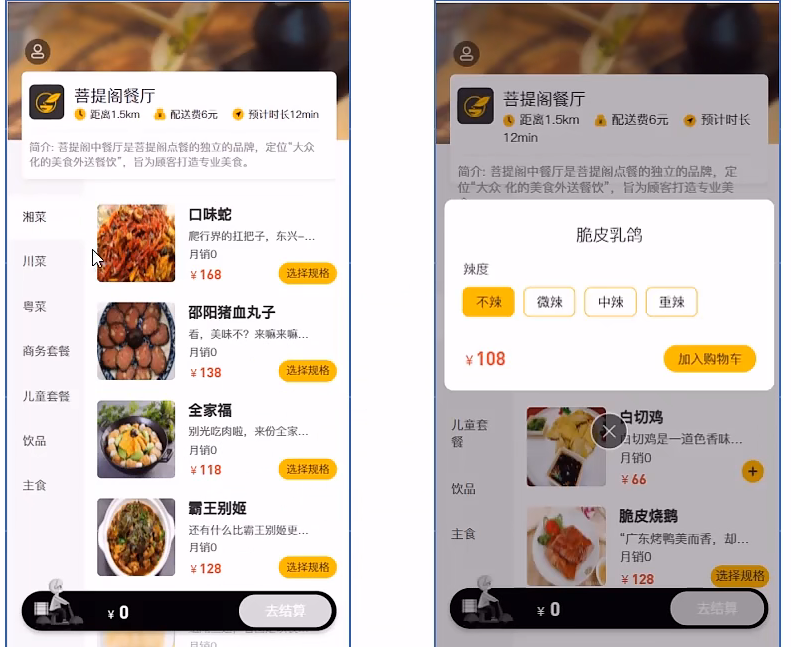 菩提阁餐厅
距离1.5km 配送费6元 预计时长12min
简介: 菩提阁中餐厅是菩提阁点餐的独立的品牌，定位“大众
化的美食外送餐饮”，旨为顾客打造专业美食。
湘菜
川菜
粤菜
商务套餐
儿童套餐
饮品
主食
口味蛇
爬行界的扛把子，东兴-...
月销0
￥168 选择规格
邵阳猪血丸子
看，美味不？来嘛来嘛...
月销0
￥138 选择规格
全家福
别光吃肉啦，来份全家...
月销0
￥118 选择规格
霸王别姬
还有什么比霸王别姬更...
月销0
￥128 选择规格
￥0 去结算
菩提阁餐厅
距离1.5km 配送费6元 预计时长
12min
简介: 菩提阁中餐厅是菩提阁点餐的独立的品牌，定
位“大众 化的美食外送餐饮”，旨为顾客打造专业美
脆皮乳鸽
辣度
不辣 微辣 中辣 重辣
￥108 加入购物车
儿童套
餐
饮品
主食
白切鸡
白切鸡是一道色香味...
月销0
￥66
脆皮烧鹅
“广东烤鸭美而香，却...
月销0
￥128 选择规格
￥0 去结算